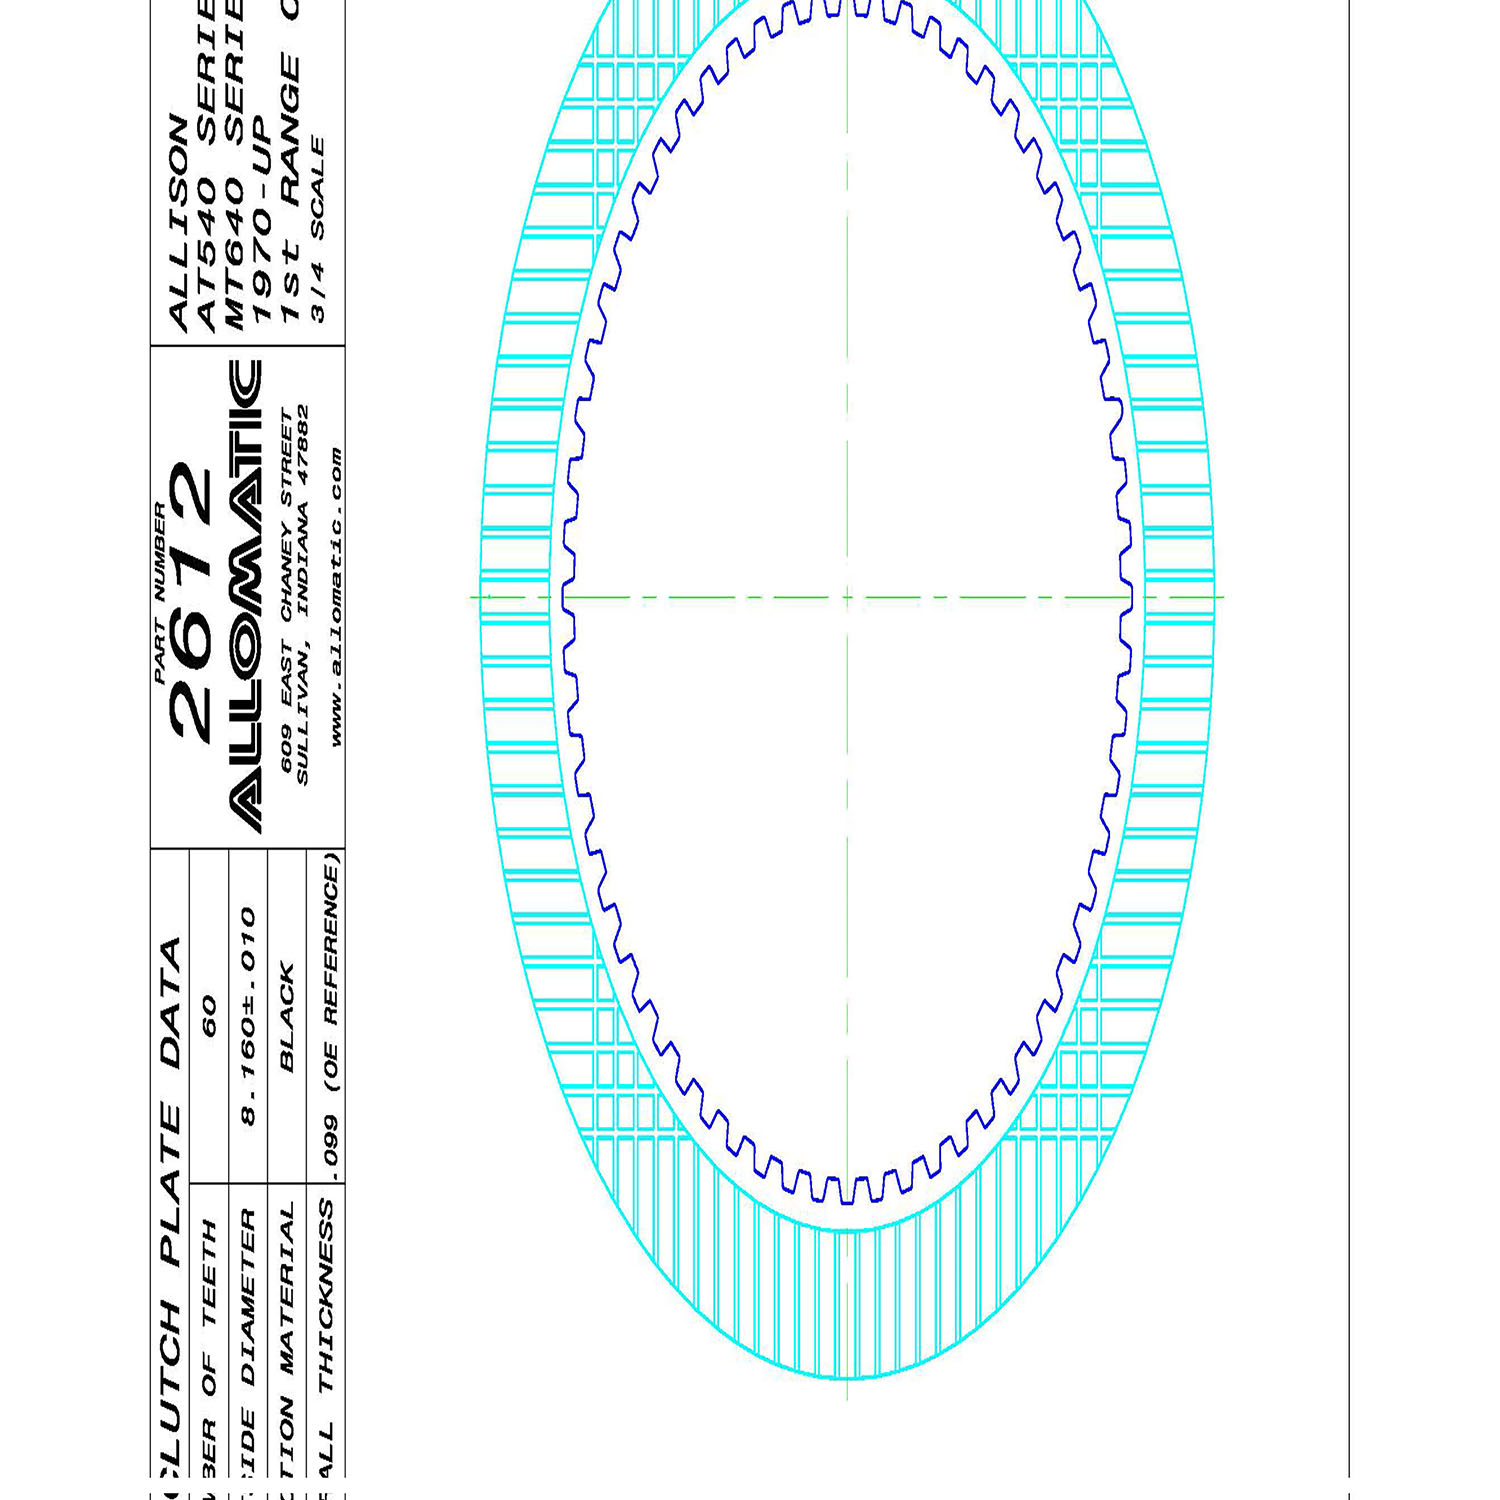 CLUTCH PLATE DATA
BER OF TEETH 60
SIDE DIAMETER 8.160±.010
TION MATERIAL BLACK
ALL THICKNESS .099 (OE REFERENCE)
PART NUMBER
2612
ALLOMATIC
609 EAST CHANEY STREET
SULLIVAN, INDIANA 47882
www.allomatic.com
ALLISON
AT540 SERIE
MT640 SERIE
1970-UP
1st RANGE C
3/4 SCALE